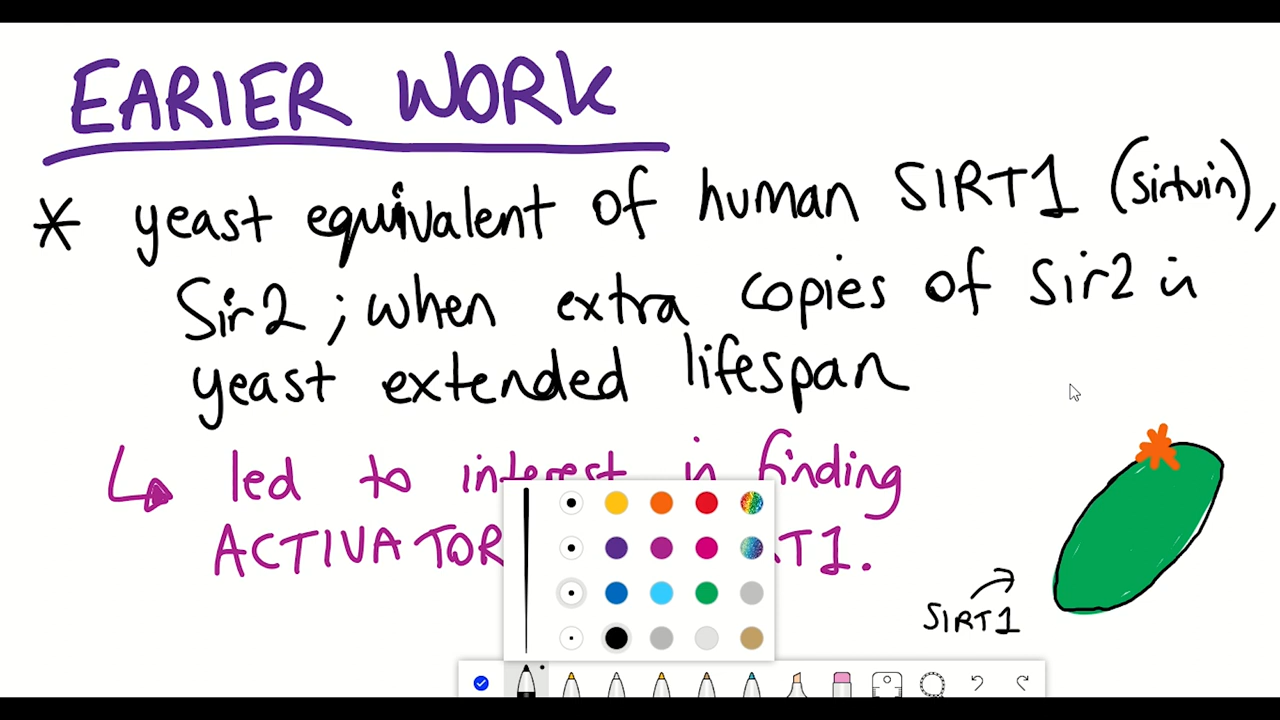 EARIER WORK
* yeast equivalent of human SIRT1 (sirtuin),
Sir2 ; when extra copies of Sir2 in
yeast extended lifespan
led to interest in finding
ACTIVATOR RT1.
SIRT1